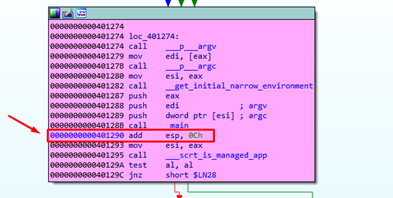 0000000000401274
0000000000401274 loc_401274:
0000000000401274 call ___p___argv
0000000000401279 mov edi, [eax]
000000000040127B call ___p___argc
0000000000401280 mov esi, eax
0000000000401282 call __get_initial_narrow_environment
0000000000401287 push eax
0000000000401288 push edi ; argv
0000000000401289 push dword ptr [esi] ; argc
000000000040128B call _main
0000000000401290 add esp, 0Ch
0000000000401293 mov esi, eax
0000000000401295 call ___scrt_is_managed_app
000000000040129A test al, al
000000000040129C jnz short $LN28